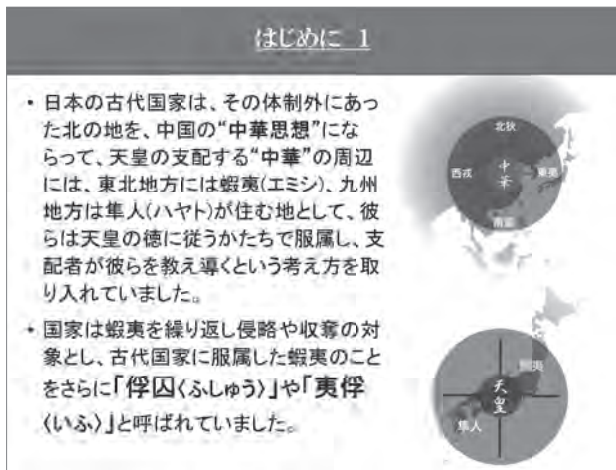 はじめに 1
・日本の古代国家は、その体制外にあっ
た北の地を、中国の“中華思想”にな
らって、天皇の支配する“中華”の周辺
には、東北地方には蝦夷(エミシ)、九州
地方は隼人(ハヤト)が住む地として、彼
らは天皇の徳に従うかたちで服属し、支
配者が彼らを教え導くという考え方を取
り入れていました。
・国家は蝦夷を繰り返し侵略や収奪の対
象とし、古代国家に服属した蝦夷のこと
をさらに「俘囚〈ふしゅう〉」や「夷俘
〈いふ〉」と呼ばれていました。
北狄
西戎
中華
東夷
南蛮
蝦夷
天皇
隼人